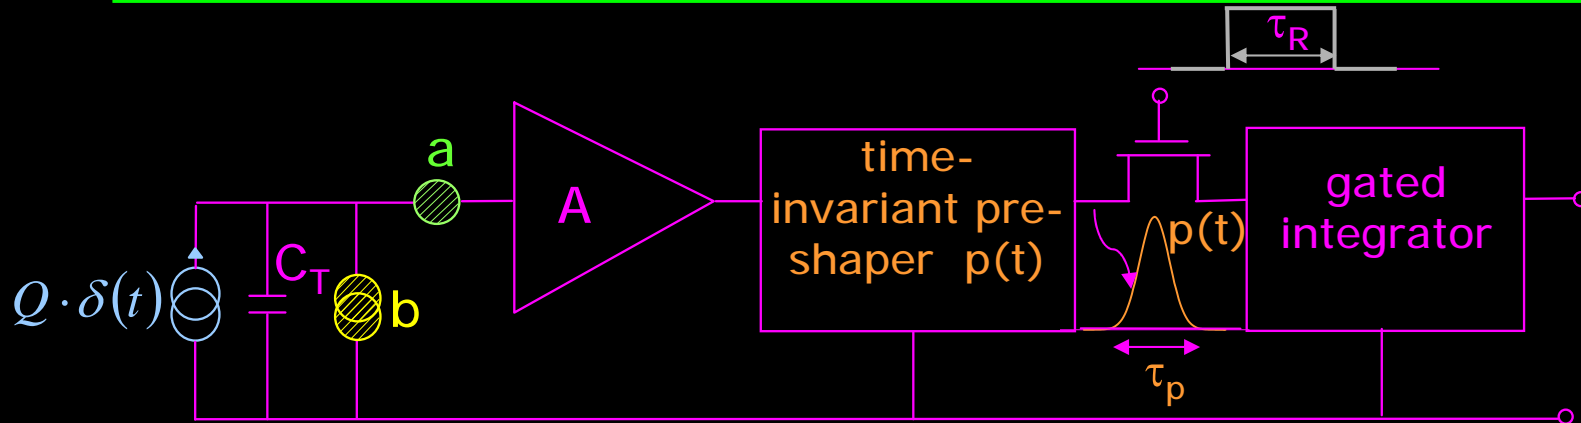 τR
a
A
time-
invariant pre-
shaper p(t)
p(t)
gated
integrator
Q·δ(t)
CT
b
τp